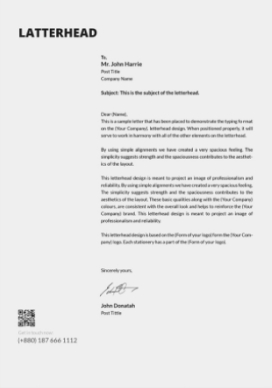 LATTERHEAD
To,
Mr. John Harrie
Post Title
Company Name
Subject: This is the subject of the letterhead.
Dear (Name),
This is a sample letter that has been placed to demonstrate the typing fo rmat
on the (Your Company). letterhead design. When positioned properly, it will
serve to work in harmony with all of the other elements on the letterhead.
By using simple alignments we have created a very spacious feeling. The
simplicity suggests strength and the spaciousness contributes to the aesthet-
ics of the layout.
This letterhead design is meant to project an image of professionalism and
reliability. By using simple alignments we have created a very spacious feeling.
The simplicity suggests strength and the spaciousness contributes to the
aesthetics of the layout. These basic qualities along with the (Your Company)
colours, are consistent with the overall task and helps to reinforce the (Your
Company) brand. This letterhead design is meant to project an image of
professionalism and reliability.
This letterhead design is based on the (Form of your logo) form the (Your Com-
pany) logo. Each stationery has a part of the (Form of your logo).
Sincerely yours,
John Donatah
Post Tittle
(+880) 187 666 1112